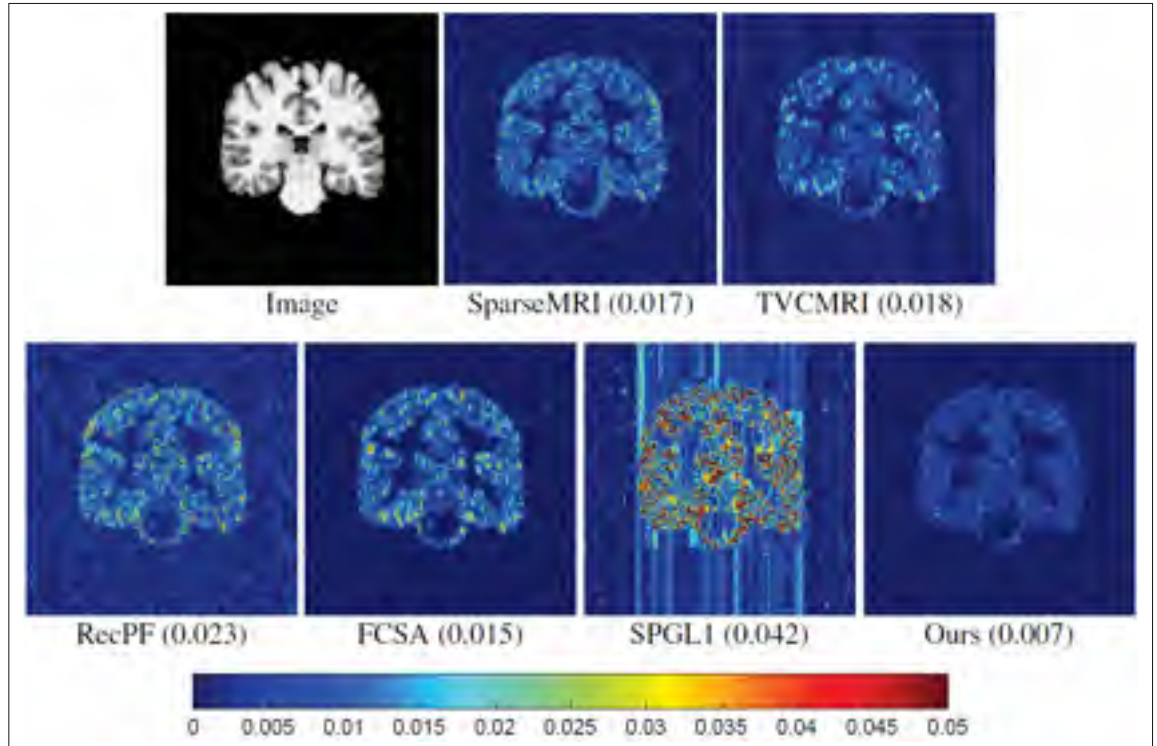 Image
SparseMRI (0.017)
TVCMRI (0.018)
RecPF (0.023)
FCSA (0.015)
SPGL1 (0.042)
Ours (0.007)
0 0.005 0.01 0.015 0.02 0.025 0.03 0.035 0.04 0.045 0.05